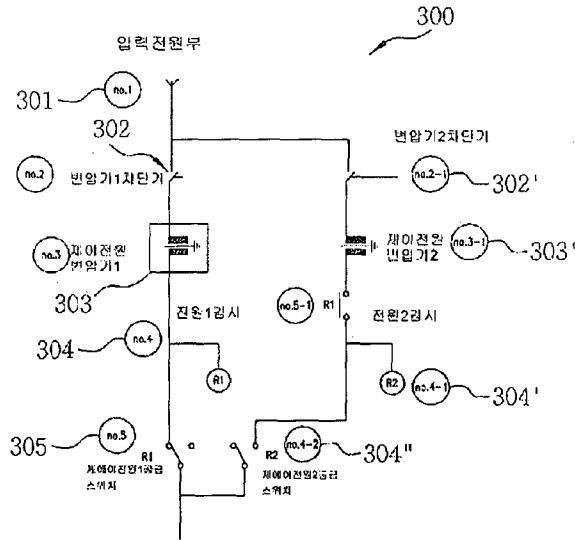 300
입력전원부
no.1
301
302
변압기2차단기
no.2
변압기1차단기
no.2-1
302'
no.3
제어전원
변압기1
303
제어전원
변압기2
no.3-1
303'
전원1감시
no.5-1
R1
전원2감시
304
no.4
R1
R2
no.4-1
304'
305
no.5
R1
R2
no.4-2
304"
제어전원1공급
스위치
제어전원2공급
스위치